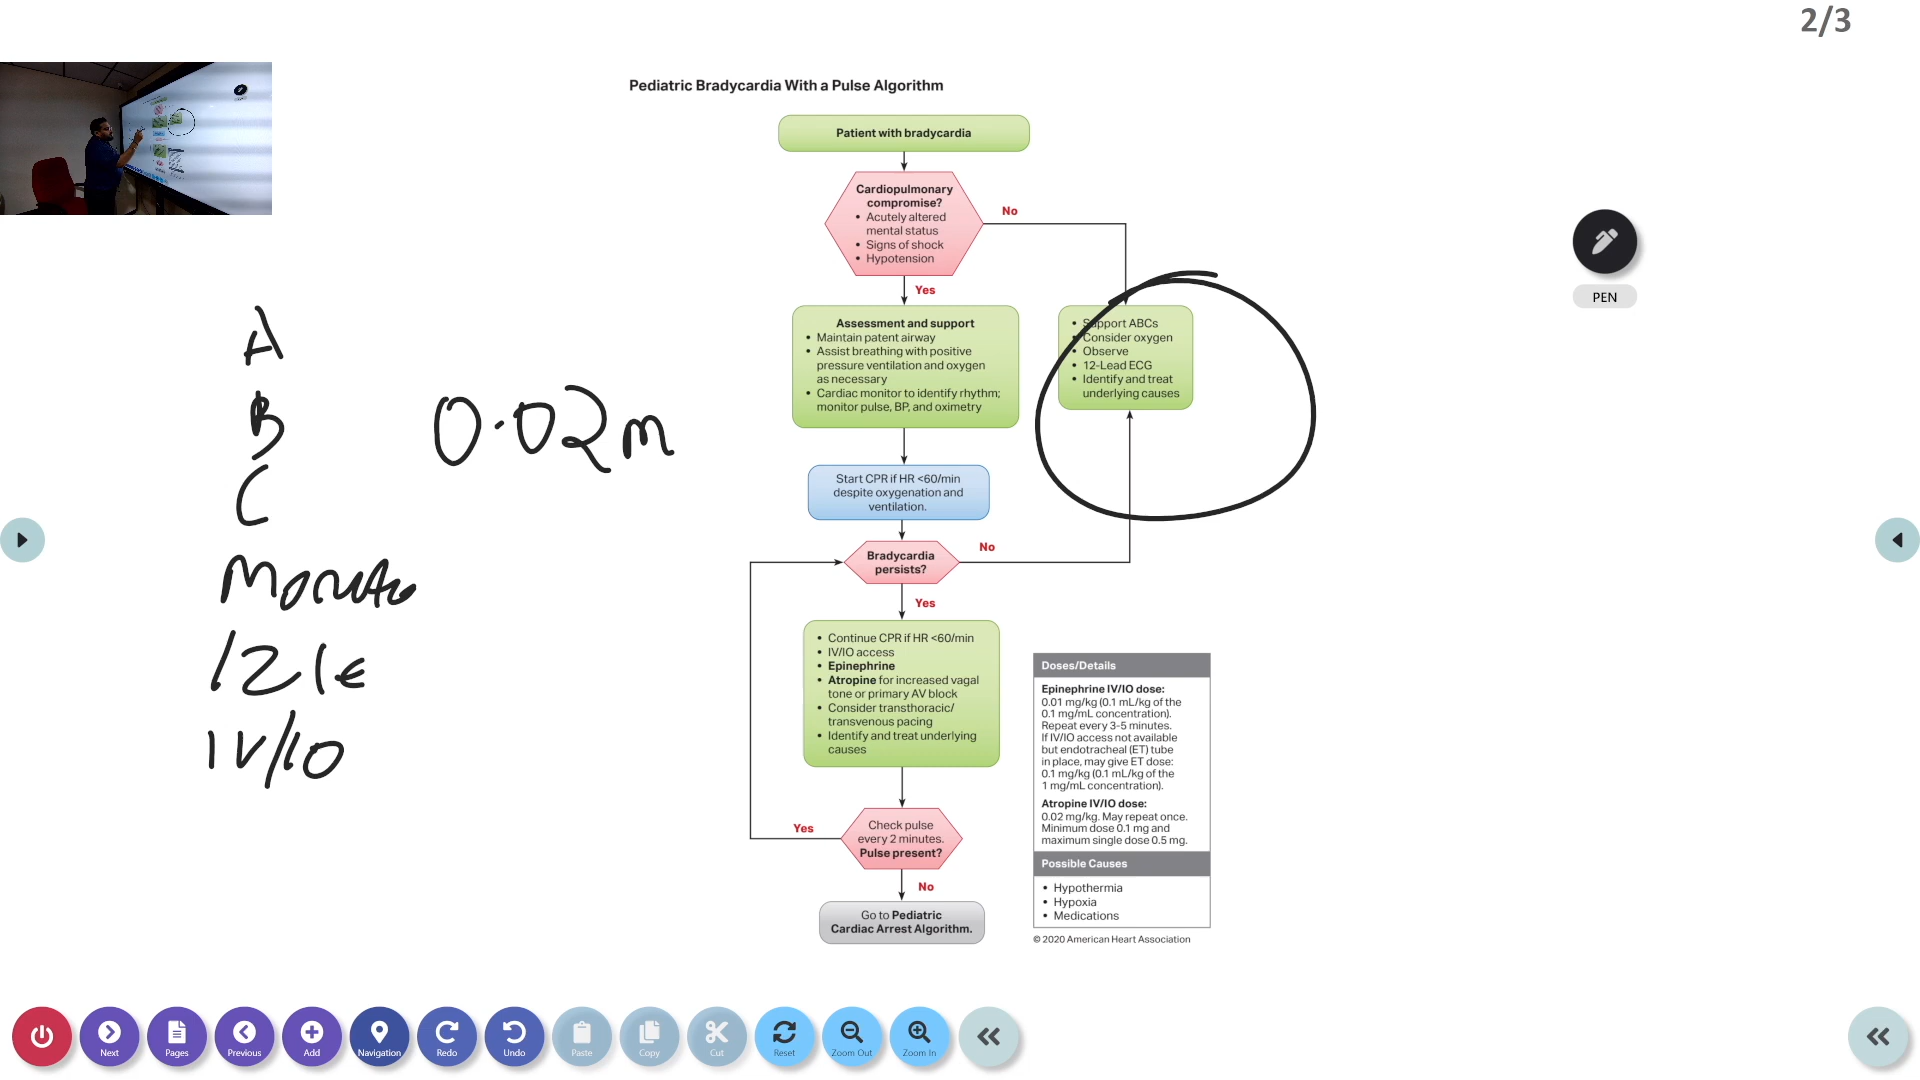 2/3
Pediatric Bradycardia With a Pulse Algorithm
Patient with bradycardia
Cardiopulmonary
compromise?
• Acutely altered
mental status
• Signs of shock
• Hypotension
No
Yes
Assessment and support
• Maintain patent airway
• Assist breathing with positive
pressure ventilation and oxygen
as necessary
• Cardiac monitor to identify rhythm;
monitor pulse, BP, and oximetry
• Support ABCs
• Consider oxygen
• Observe
• 12-Lead ECG
• Identify and treat
underlying causes
PEN
A
B
C
0.02m
12 le
IV/IO
Start CPR if HR <60/min
despite oxygenation and
ventilation.
Bradycardia
persists?
No
Yes
• Continue CPR if HR <60/min
• IV/IO access
• Epinephrine
• Atropine for increased vagal
tone or primary AV block
• Consider transthoracic/
transvenous pacing
• Identify and treat underlying
causes
Check pulse
every 2 minutes.
Pulse present?
Yes
No
Go to Pediatric
Cardiac Arrest Algorithm.
Doses/Details
Epinephrine IV/IO dose:
0.01 mg/kg (0.1 mL/kg of the
0.1 mg/mL concentration).
Repeat every 3-5 minutes.
If IV/IO access not available
but endotracheal (ET) tube
in place, may give ET dose:
0.1 mg/kg (0.1 mL/kg of the
1 mg/mL concentration).
Atropine IV/IO dose:
0.02 mg/kg. May repeat once.
Minimum dose 0.1 mg and
maximum single dose 0.5 mg.
Possible Causes
• Hypothermia
• Hypoxia
• Medications
© 2020 American Heart Association
Next
Pages
Previous
Add
Navigation
Redo
Undo
Paste
Copy
Cut
Reset
Zoom Out
Zoom In